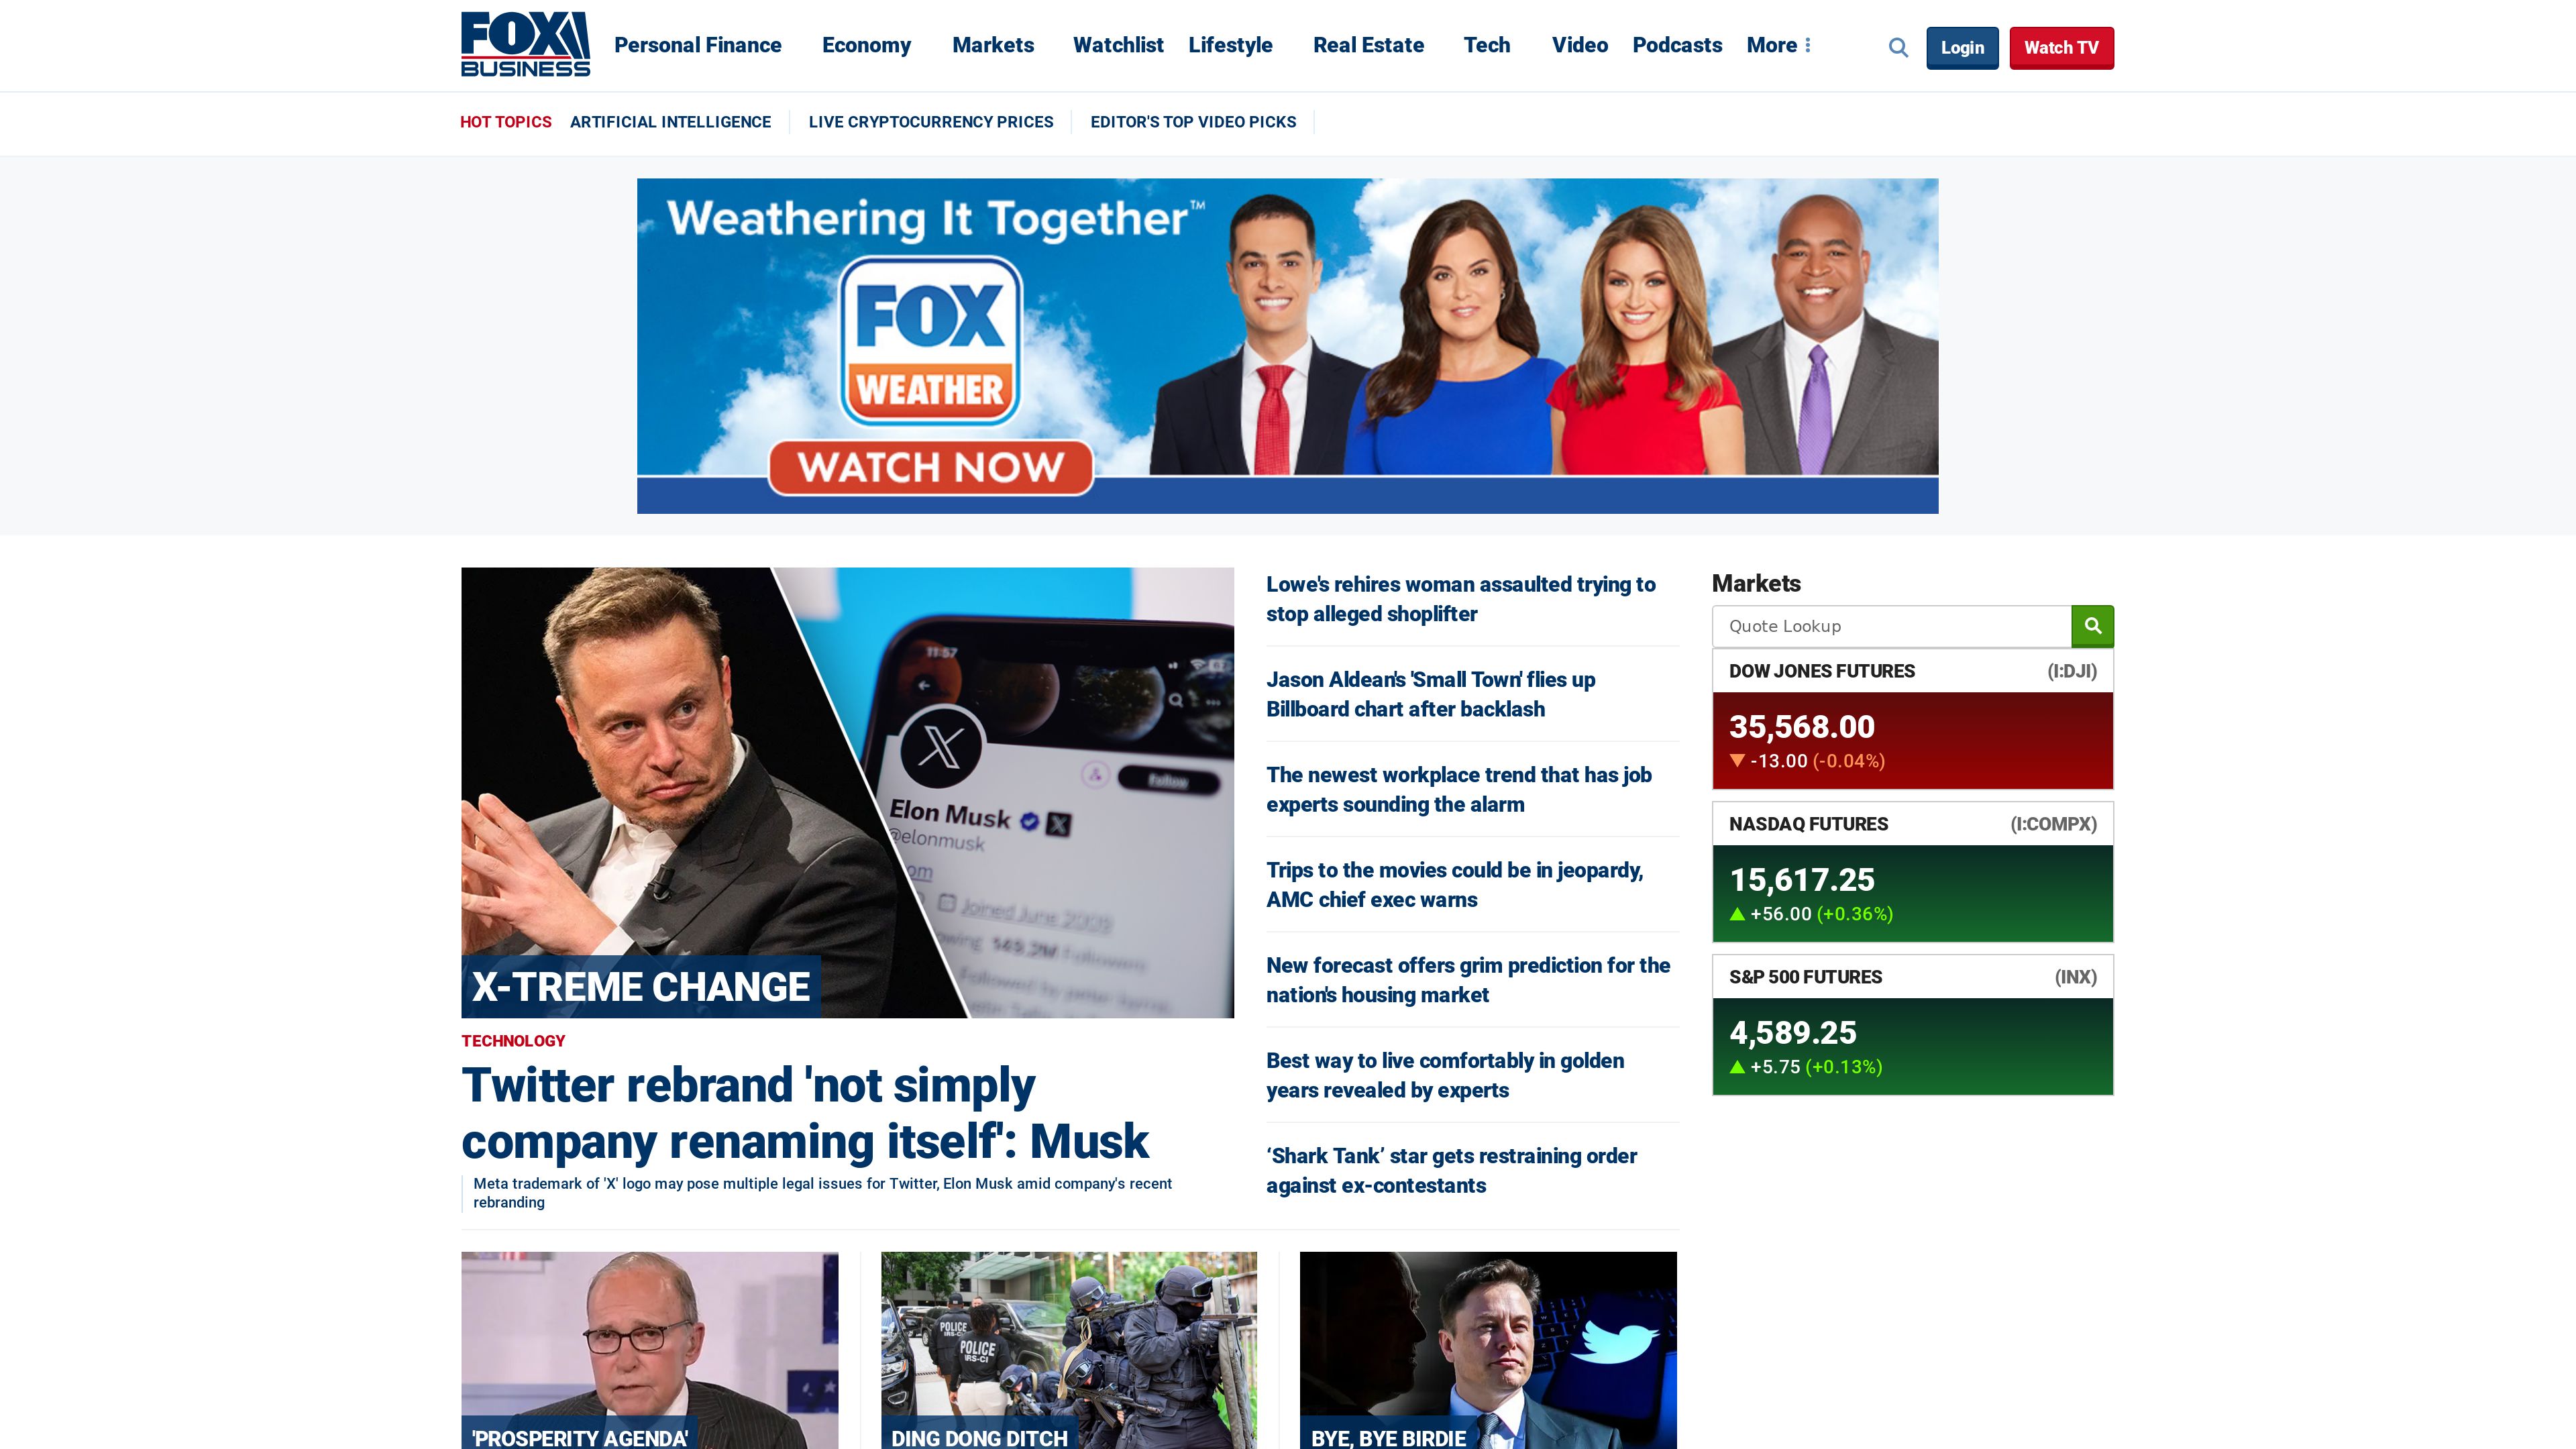 FOX
BUSINESS
Personal Finance
Economy
Markets
Watchlist
Lifestyle
Real Estate
Tech
Video
Podcasts
More
Login
Watch TV
HOT TOPICS
ARTIFICIAL INTELLIGENCE
LIVE CRYPTOCURRENCY PRICES
EDITOR'S TOP VIDEO PICKS
Weathering It Together™
FOX
WEATHER
WATCH NOW
11:57
Follow
Elon Musk
@elonmusk
om
Joined June 2009
Followers
X-TREME CHANGE
TECHNOLOGY
Twitter rebrand 'not simply
company renaming itself': Musk
Meta trademark of 'X' logo may pose multiple legal issues for Twitter, Elon Musk amid company's recent
rebranding
Lowe's rehires woman assaulted trying to
stop alleged shoplifter
Jason Aldean's 'Small Town' flies up
Billboard chart after backlash
The newest workplace trend that has job
experts sounding the alarm
Trips to the movies could be in jeopardy,
AMC chief exec warns
New forecast offers grim prediction for the
nation's housing market
Best way to live comfortably in golden
years revealed by experts
‘Shark Tank’ star gets restraining order
against ex-contestants
Markets
Quote Lookup
DOW JONES FUTURES (I:DJI)
35,568.00
-13.00 (-0.04%)
NASDAQ FUTURES (I:COMPX)
15,617.25
+56.00 (+0.36%)
S&P 500 FUTURES (INX)
4,589.25
+5.75 (+0.13%)
'PROSPERITY AGENDA'
POLICE
IRS-CI
POLICE
IRS-CI
DING DONG DITCH
BYE, BYE BIRDIE